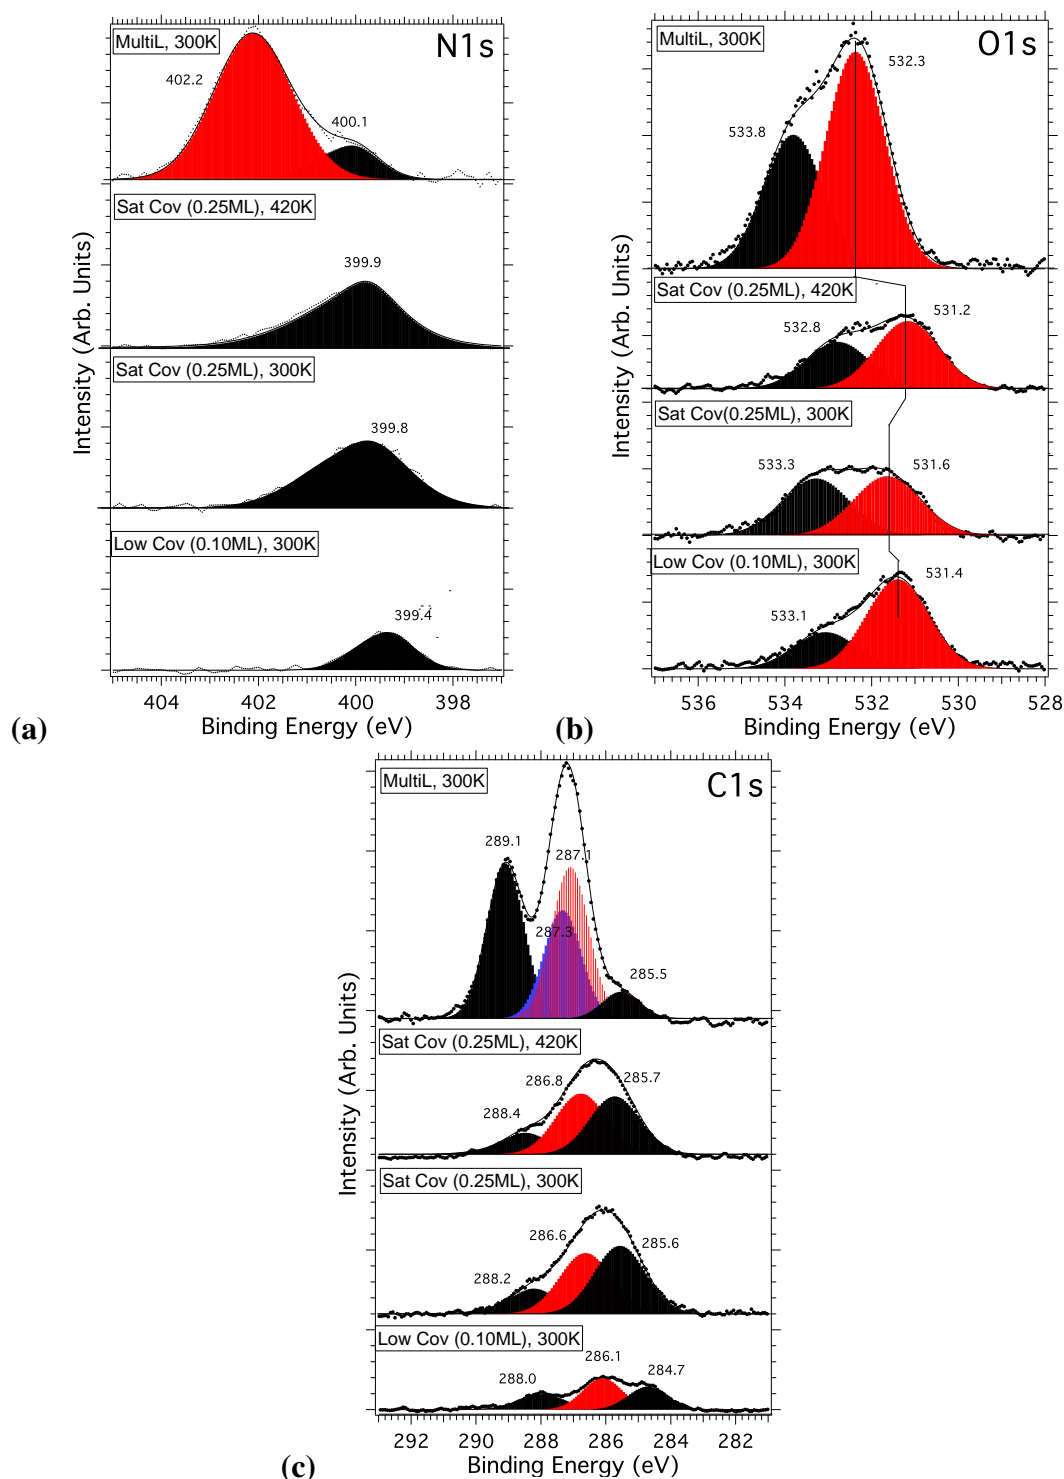 MultiL, 300K
N1s
402.2
400.1
Sat Cov (0.25ML), 420K
399.9
Sat Cov (0.25ML), 300K
399.8
Low Cov (0.10ML), 300K
399.4
404 402 400 398
Binding Energy (eV)
Intensity (Arb. Units)
(a)
MultiL, 300K
O1s
532.3
533.8
Sat Cov (0.25ML), 420K
532.8
531.2
Sat Cov(0.25ML), 300K
533.3
531.6
Low Cov (0.10ML), 300K
531.4
533.1
536 534 532 530 528
Binding Energy (eV)
Intensity (Arb. Units)
(b)
MultiL, 300K
C1s
289.1
287.1
287.3
285.5
Sat Cov (0.25ML), 420K
286.8
285.7
288.4
Sat Cov (0.25ML), 300K
286.6
285.6
288.2
Low Cov (0.10ML), 300K
286.1
284.7
288.0
292 290 288 286 284 282
Binding Energy (eV)
Intensity (Arb. Units)
(c)